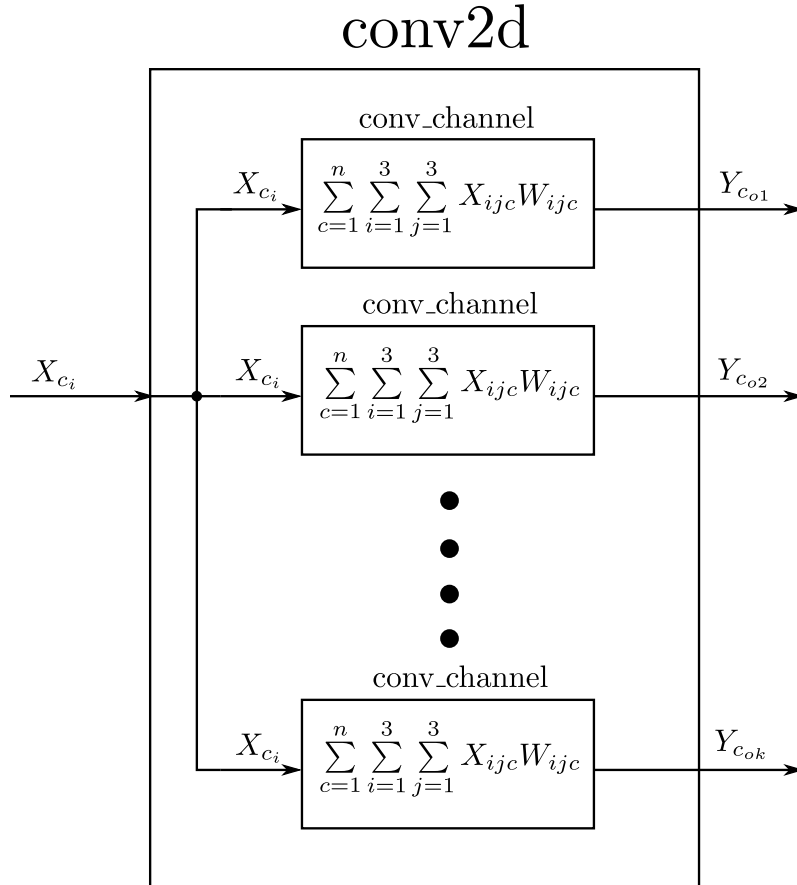 conv2d
conv_channel
X_{c_i} \sum_{c=1}^{n} \sum_{i=1}^{3} \sum_{j=1}^{3} X_{ijc} W_{ijc} Y_{c_{o1}}
conv_channel
X_{c_i} X_{c_i} \sum_{c=1}^{n} \sum_{i=1}^{3} \sum_{j=1}^{3} X_{ijc} W_{ijc} Y_{c_{o2}}
conv_channel
X_{c_i} \sum_{c=1}^{n} \sum_{i=1}^{3} \sum_{j=1}^{3} X_{ijc} W_{ijc} Y_{c_{ok}}